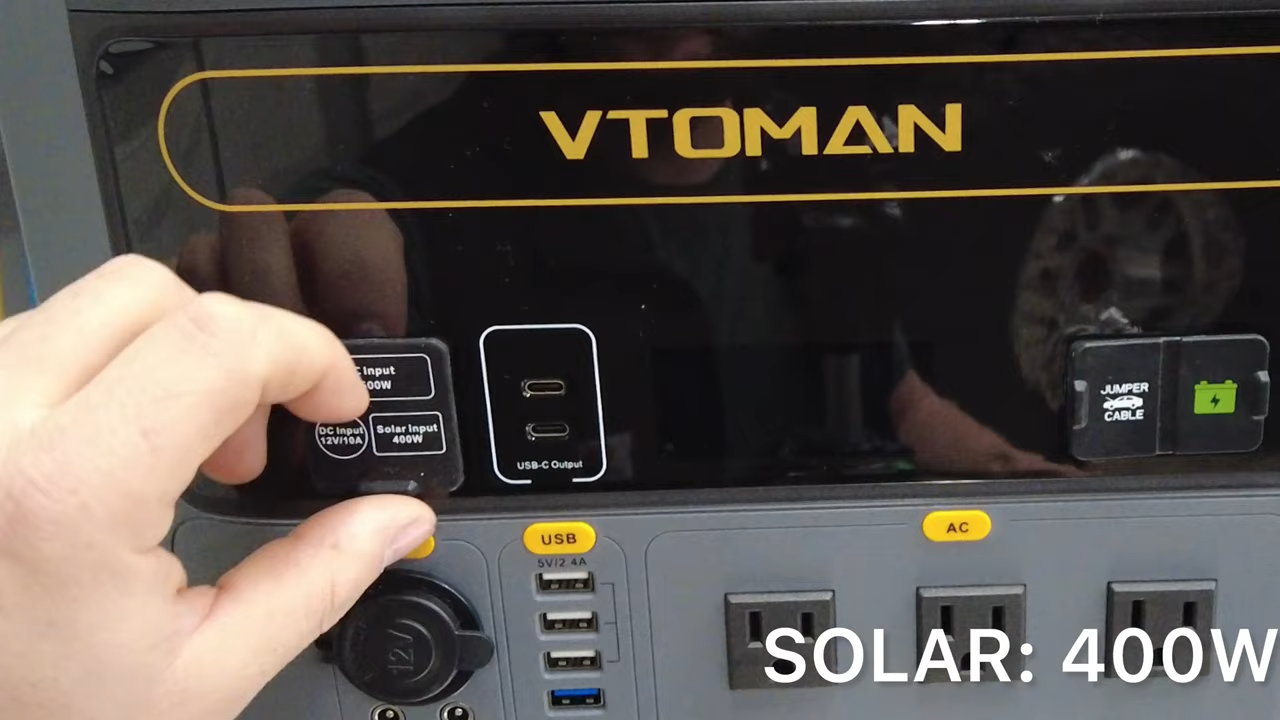 VTOMAN
Input
DC Input
12V/10A
Solar Input
400W
USB-C Output
JUMPER
CABLE
USB
AC
5V/2.4A
12V
SOLAR: 400W